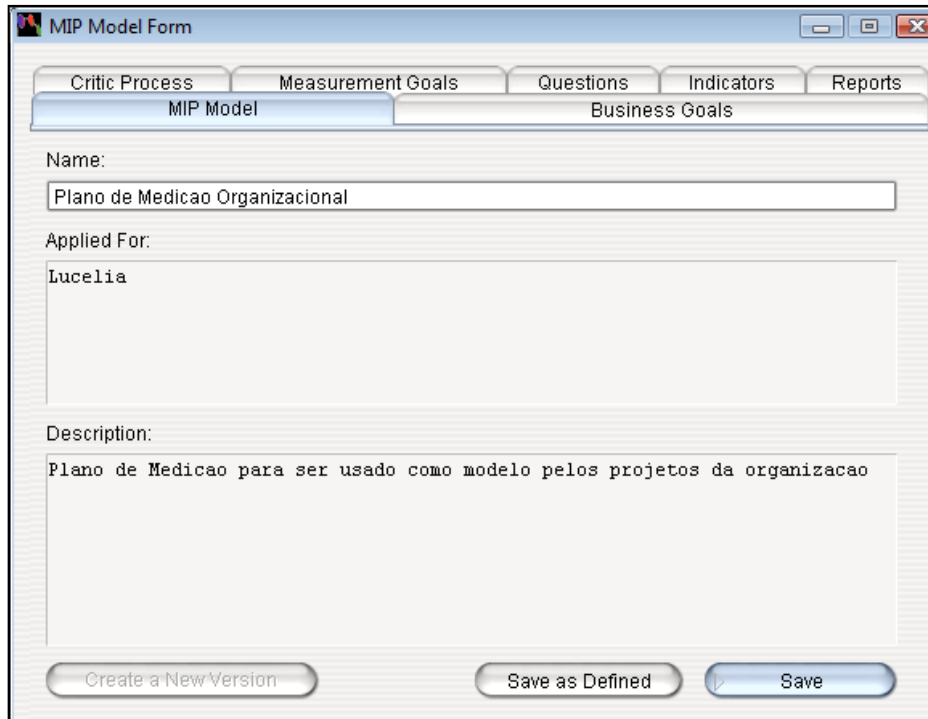 MIP Model Form
Critic Process Measurement Goals Questions Indicators Reports
MIP Model Business Goals
Name:
Plano de Medicao Organizacional
Applied For:
Lucelia
Description:
Plano de Medicao para ser usado como modelo pelos projetos da organizacao
Create a New Version Save as Defined Save